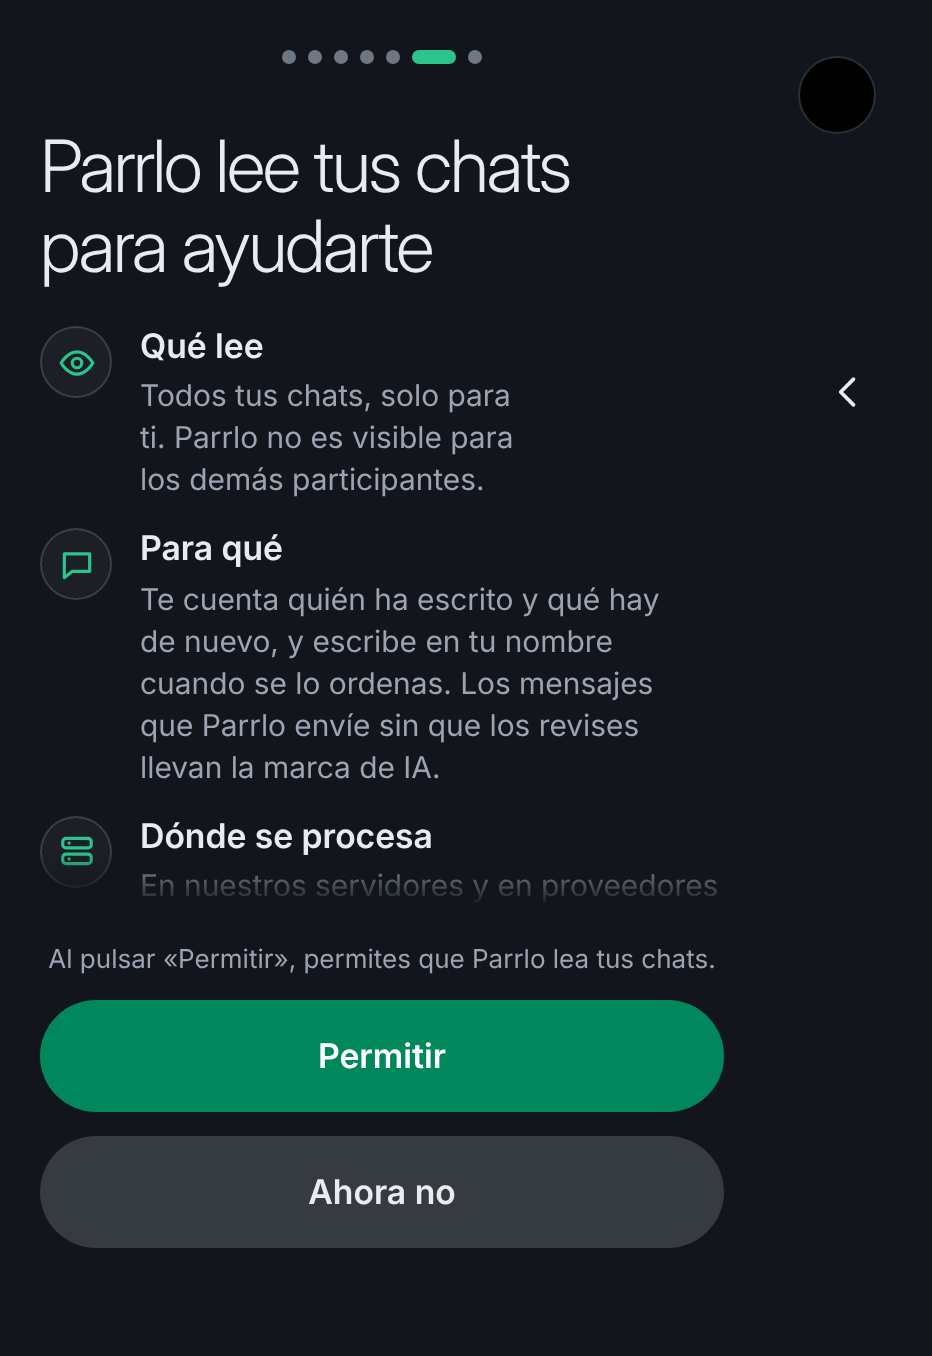 Parrlo lee tus chats
para ayudarte
Qué lee
Todos tus chats, solo para
ti. Parrlo no es visible para
los demás participantes.
Para qué
Te cuenta quién ha escrito y qué hay
de nuevo, y escribe en tu nombre
cuando se lo ordenas. Los mensajes
que Parrlo envíe sin que los revises
llevan la marca de IA.
Dónde se procesa
En nuestros servidores y en proveedores
Al pulsar «Permitir», permites que Parrlo lea tus chats.
Permitir
Ahora no